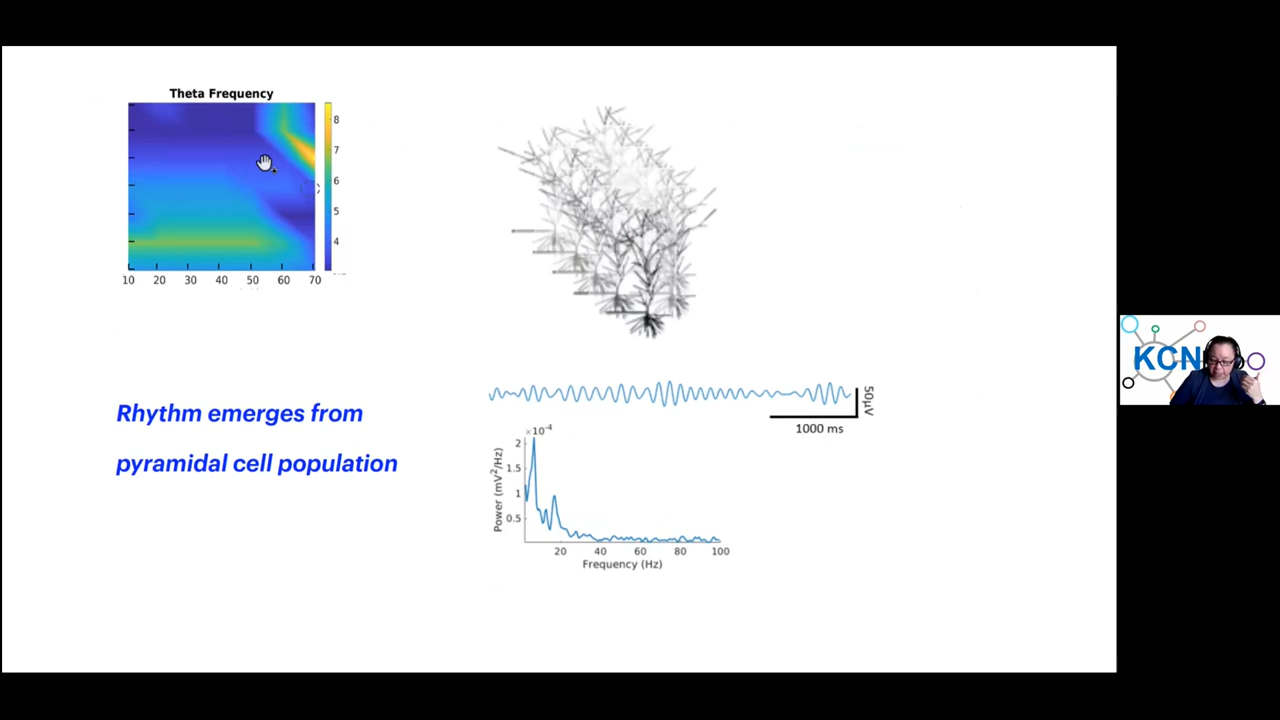 Theta Frequency
8
7
6
5
4
10 20 30 40 50 60 70
Rhythm emerges from
pyramidal cell population
50μV
1000 ms
×10⁻⁴
2
1.5
1
0.5
Power (mV²/Hz)
20 40 60 80 100
Frequency (Hz)
KCN